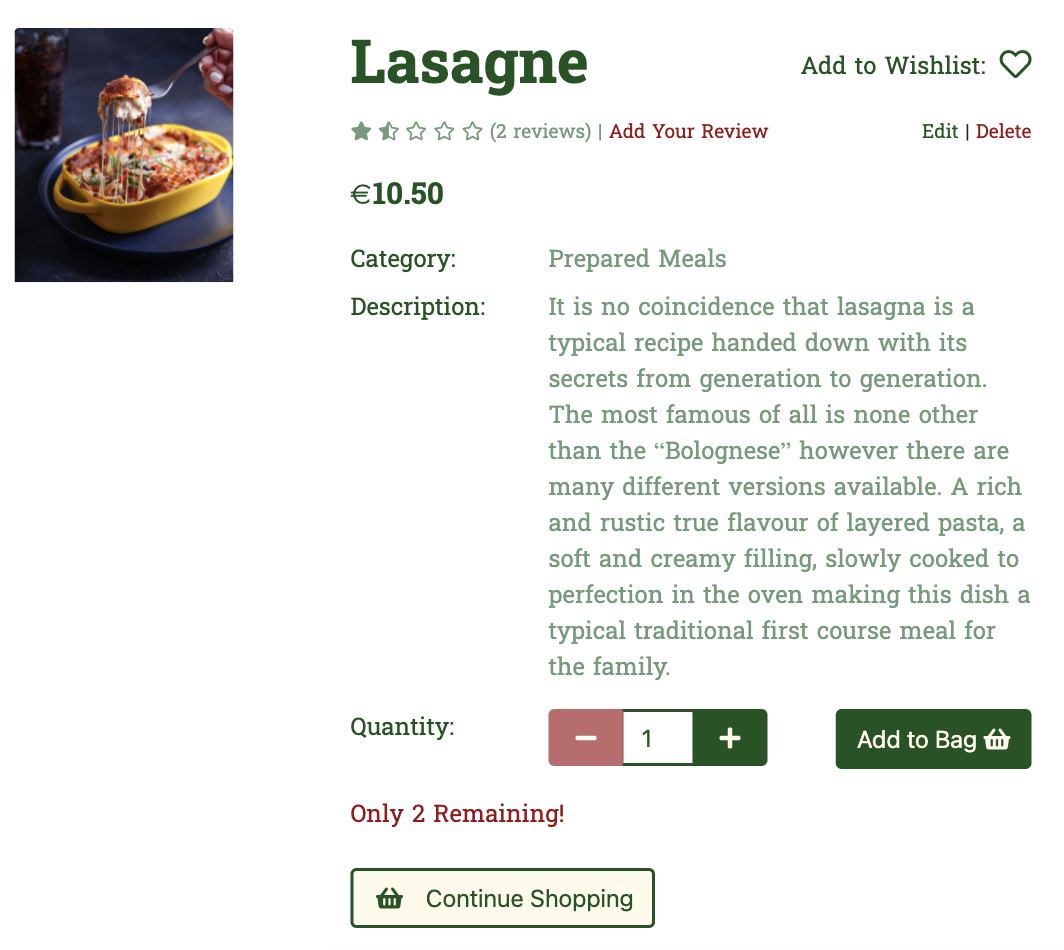 Lasagne
Add to Wishlist:
(2 reviews) | Add Your Review
Edit | Delete
€10.50
Category:
Prepared Meals
Description:
It is no coincidence that lasagna is a
typical recipe handed down with its
secrets from generation to generation.
The most famous of all is none other
than the “Bolognese” however there are
many different versions available. A rich
and rustic true flavour of layered pasta, a
soft and creamy filling, slowly cooked to
perfection in the oven making this dish a
typical traditional first course meal for
the family.
Quantity:
1
Add to Bag
Only 2 Remaining!
Continue Shopping